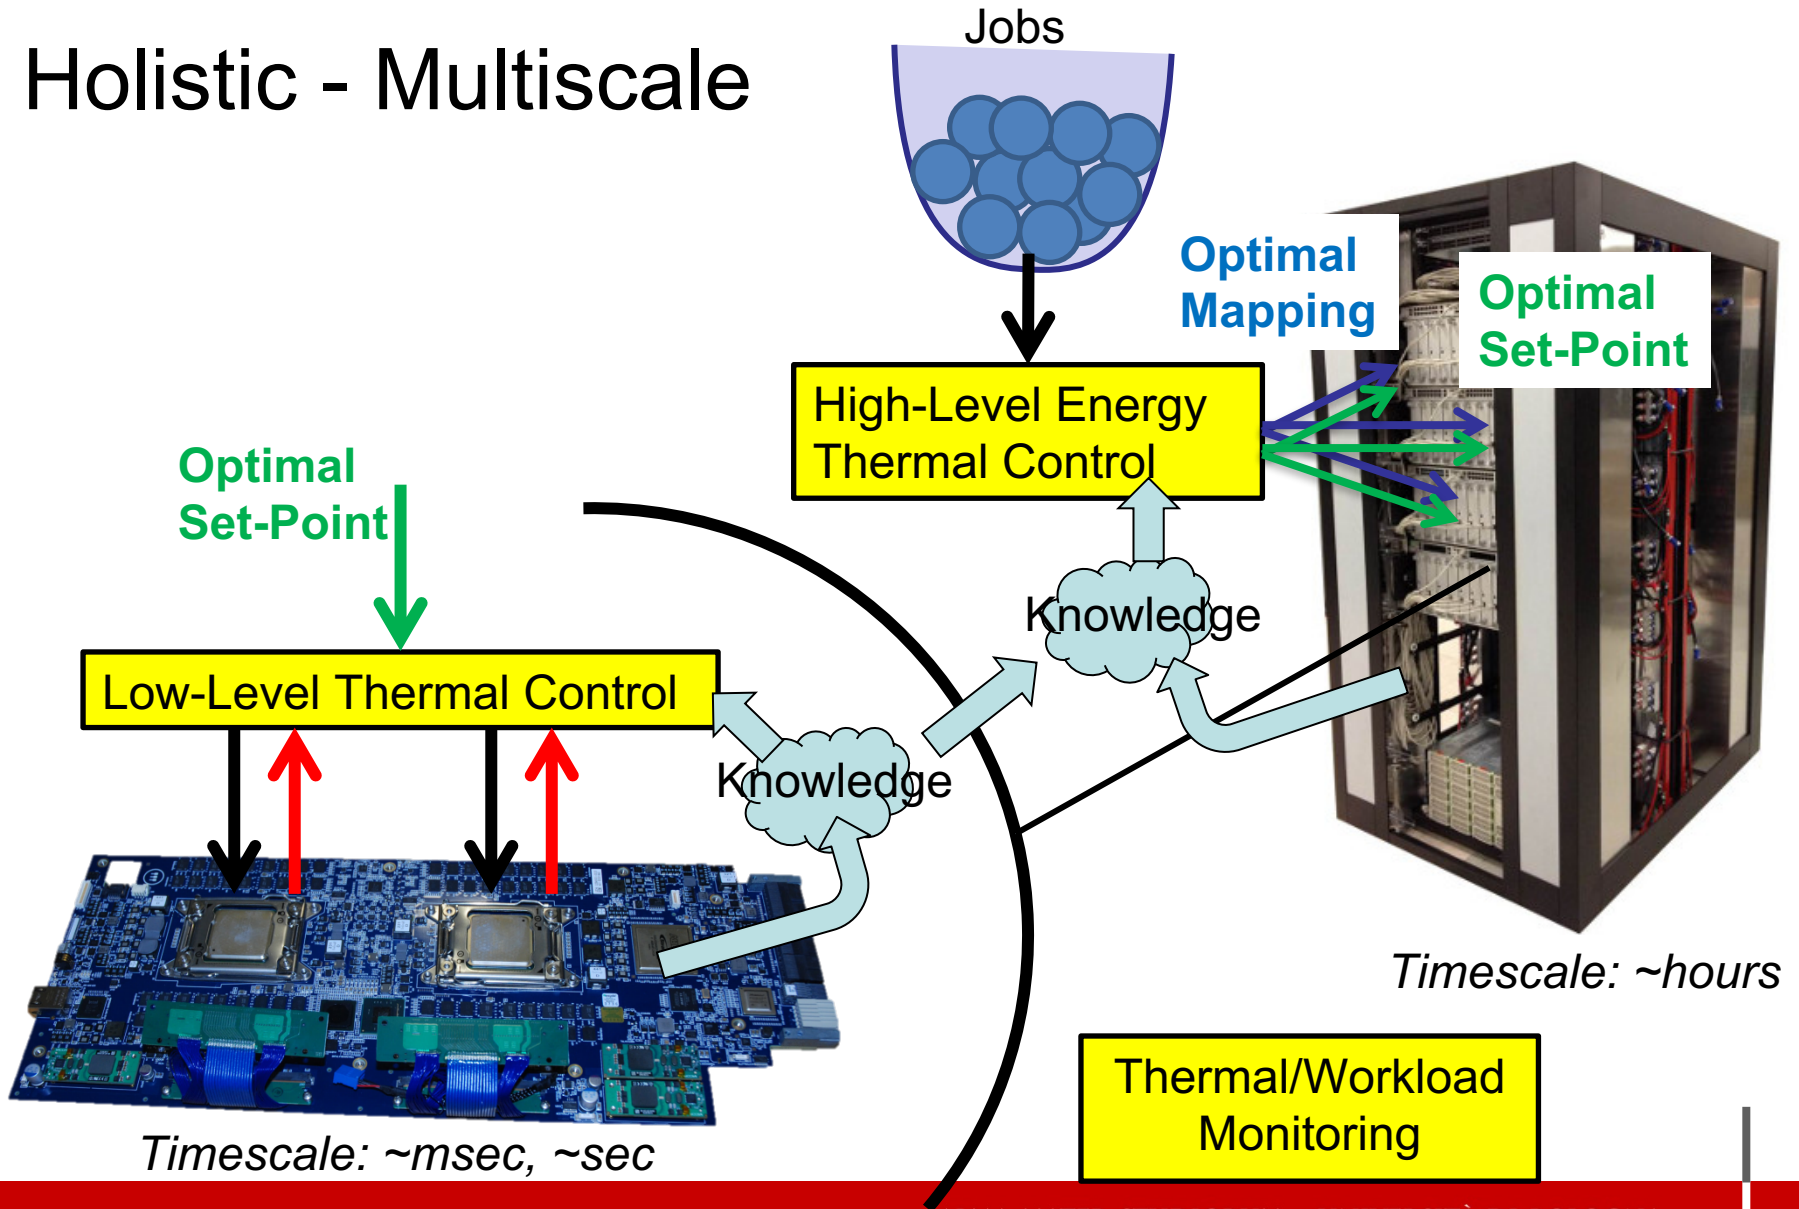 Holistic - Multiscale
Jobs
Optimal
Mapping
Optimal
Set-Point
High-Level Energy
Thermal Control
Optimal
Set-Point
Knowledge
Low-Level Thermal Control
Knowledge
Timescale: ~hours
Thermal/Workload
Monitoring
Timescale: ~msec, ~sec